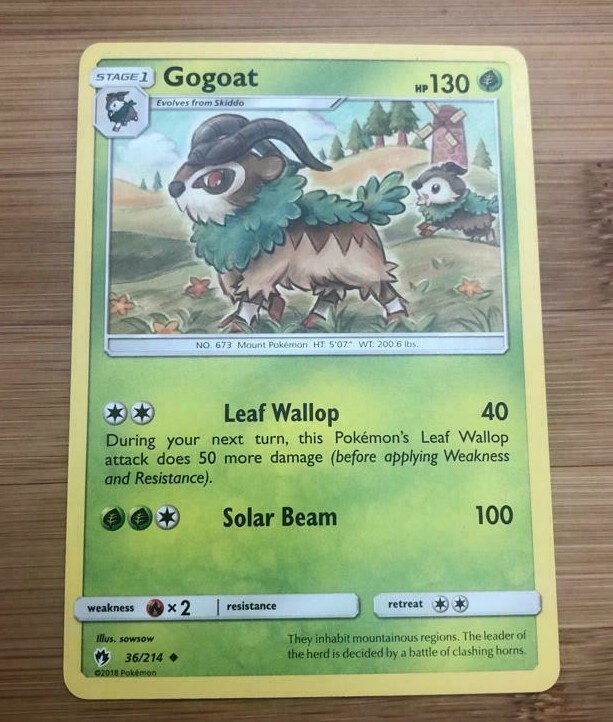 STAGE1 Gogoat HP 130
Evolves from Skiddo
NO. 673 Mount Pokémon HT: 5'07" WT: 200.6 lbs.
Leaf Wallop 40
During your next turn, this Pokémon's Leaf Wallop
attack does 50 more damage (before applying Weakness
and Resistance).
Solar Beam 100
weakness ×2 resistance retreat
Illus. sowsow
36/214
©2018 Pokémon
They inhabit mountainous regions. The leader of
the herd is decided by a battle of clashing horns.